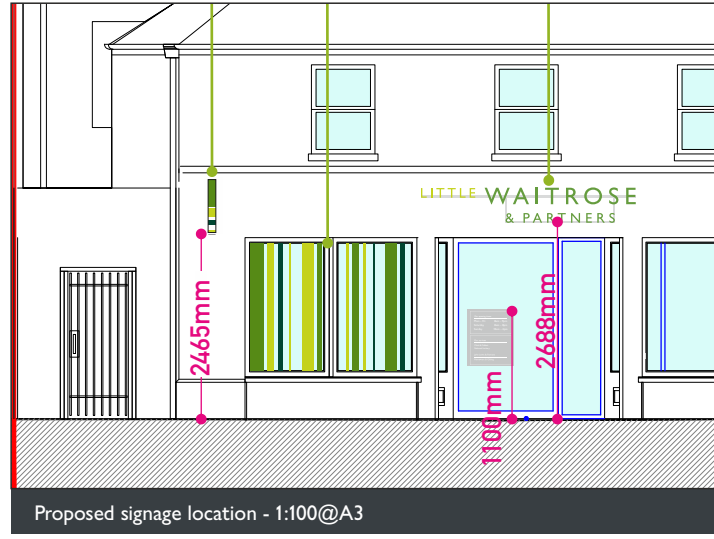 LITTLE WAITROSE
& PARTNERS
2465mm
2688mm
1100mm
Proposed signage location - 1:100@A3